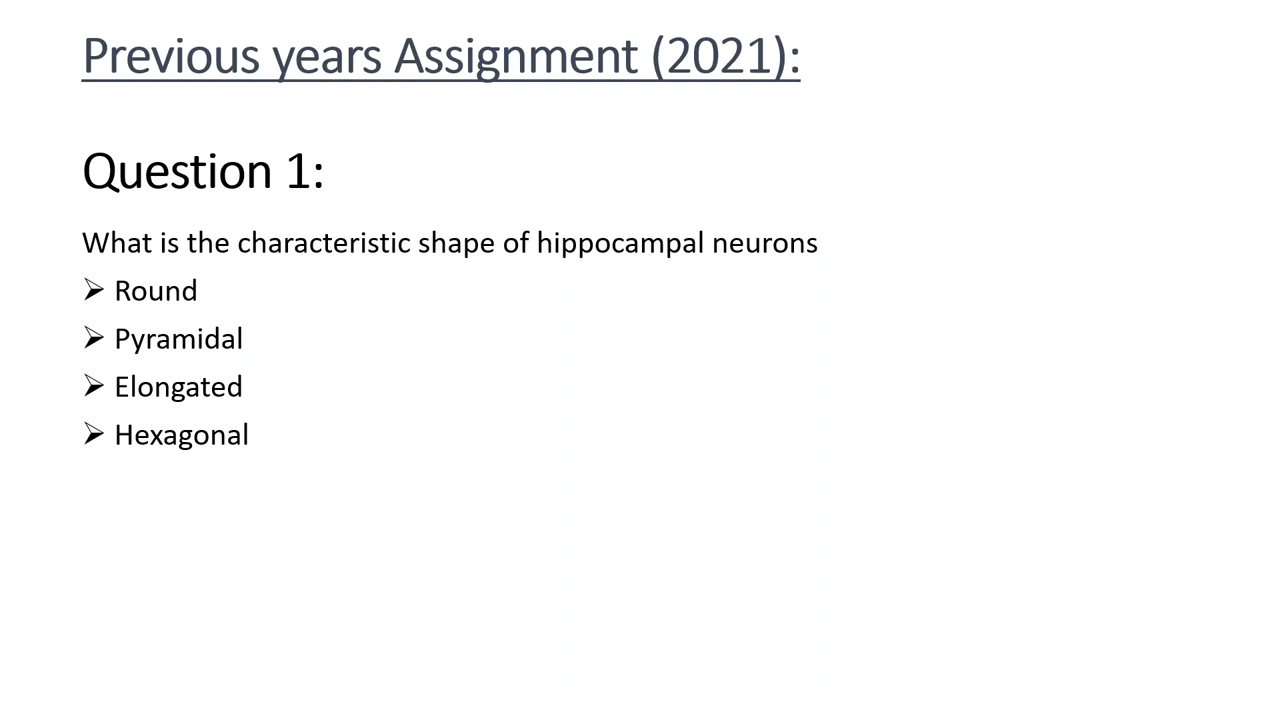 Previous years Assignment (2021):
Question 1:
What is the characteristic shape of hippocampal neurons
➢ Round
➢ Pyramidal
➢ Elongated
➢ Hexagonal